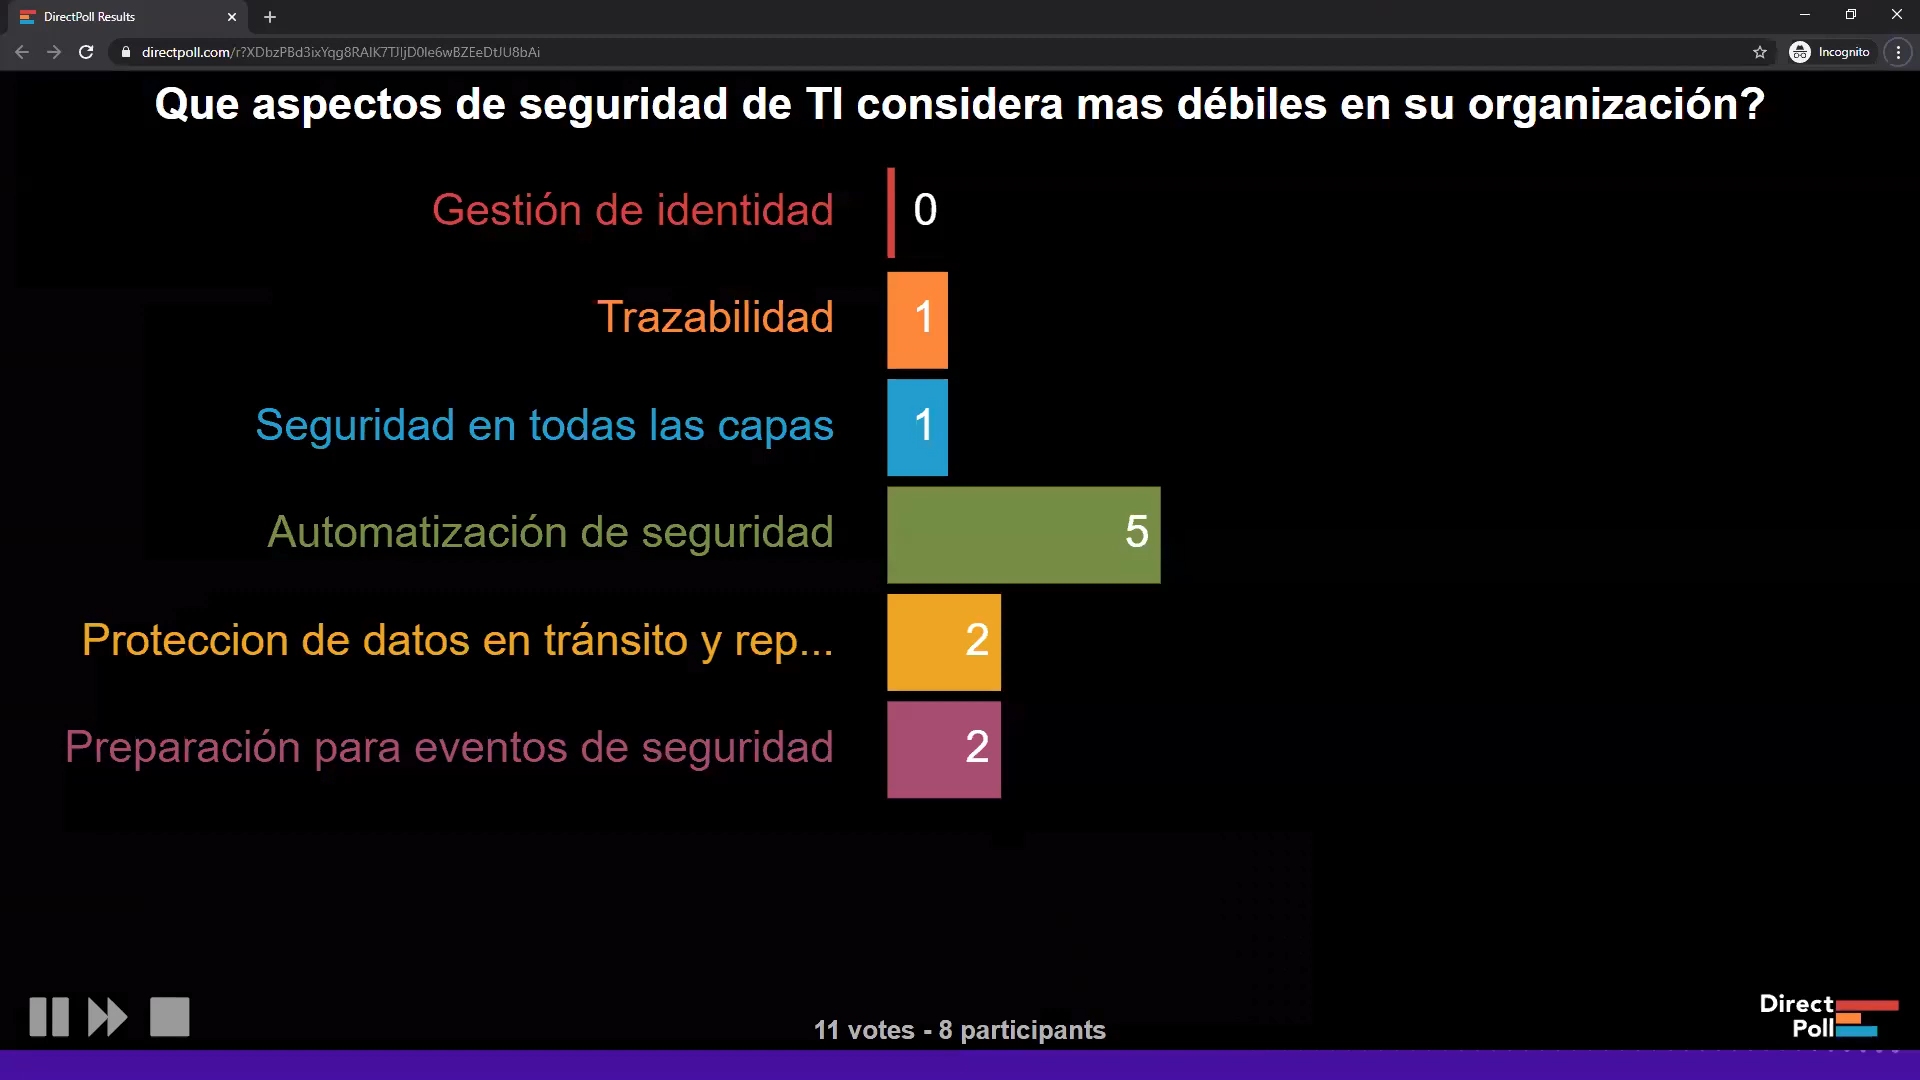 DirectPoll Results
directpoll.com/r?XDbzPBd3ixYqg8RAIK7TJIjD0Ie6wBZEeDtJU8bAi
Incognito
Que aspectos de seguridad de TI considera mas débiles en su organización?
Gestión de identidad 0
Trazabilidad 1
Seguridad en todas las capas 1
Automatización de seguridad 5
Proteccion de datos en tránsito y rep... 2
Preparación para eventos de seguridad 2
11 votes - 8 participants
Direct
Poll